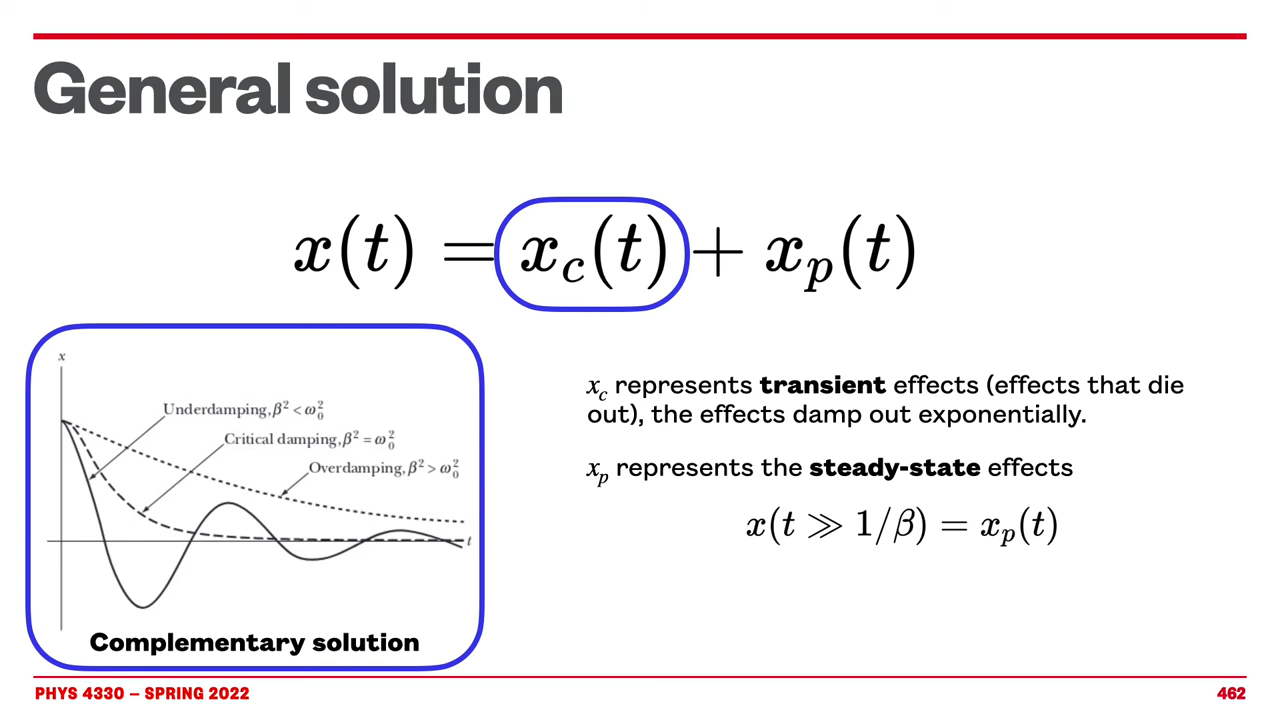 General solution
x(t) = x_c(t) + x_p(t)
x
Underdamping, β² < ω₀²
Critical damping, β² = ω₀²
Overdamping, β² > ω₀²
t
Complementary solution
x_c represents transient effects (effects that die
out), the effects damp out exponentially.
x_p represents the steady-state effects
x(t ≫ 1/β) = x_p(t)
PHYS 4330 – SPRING 2022
462